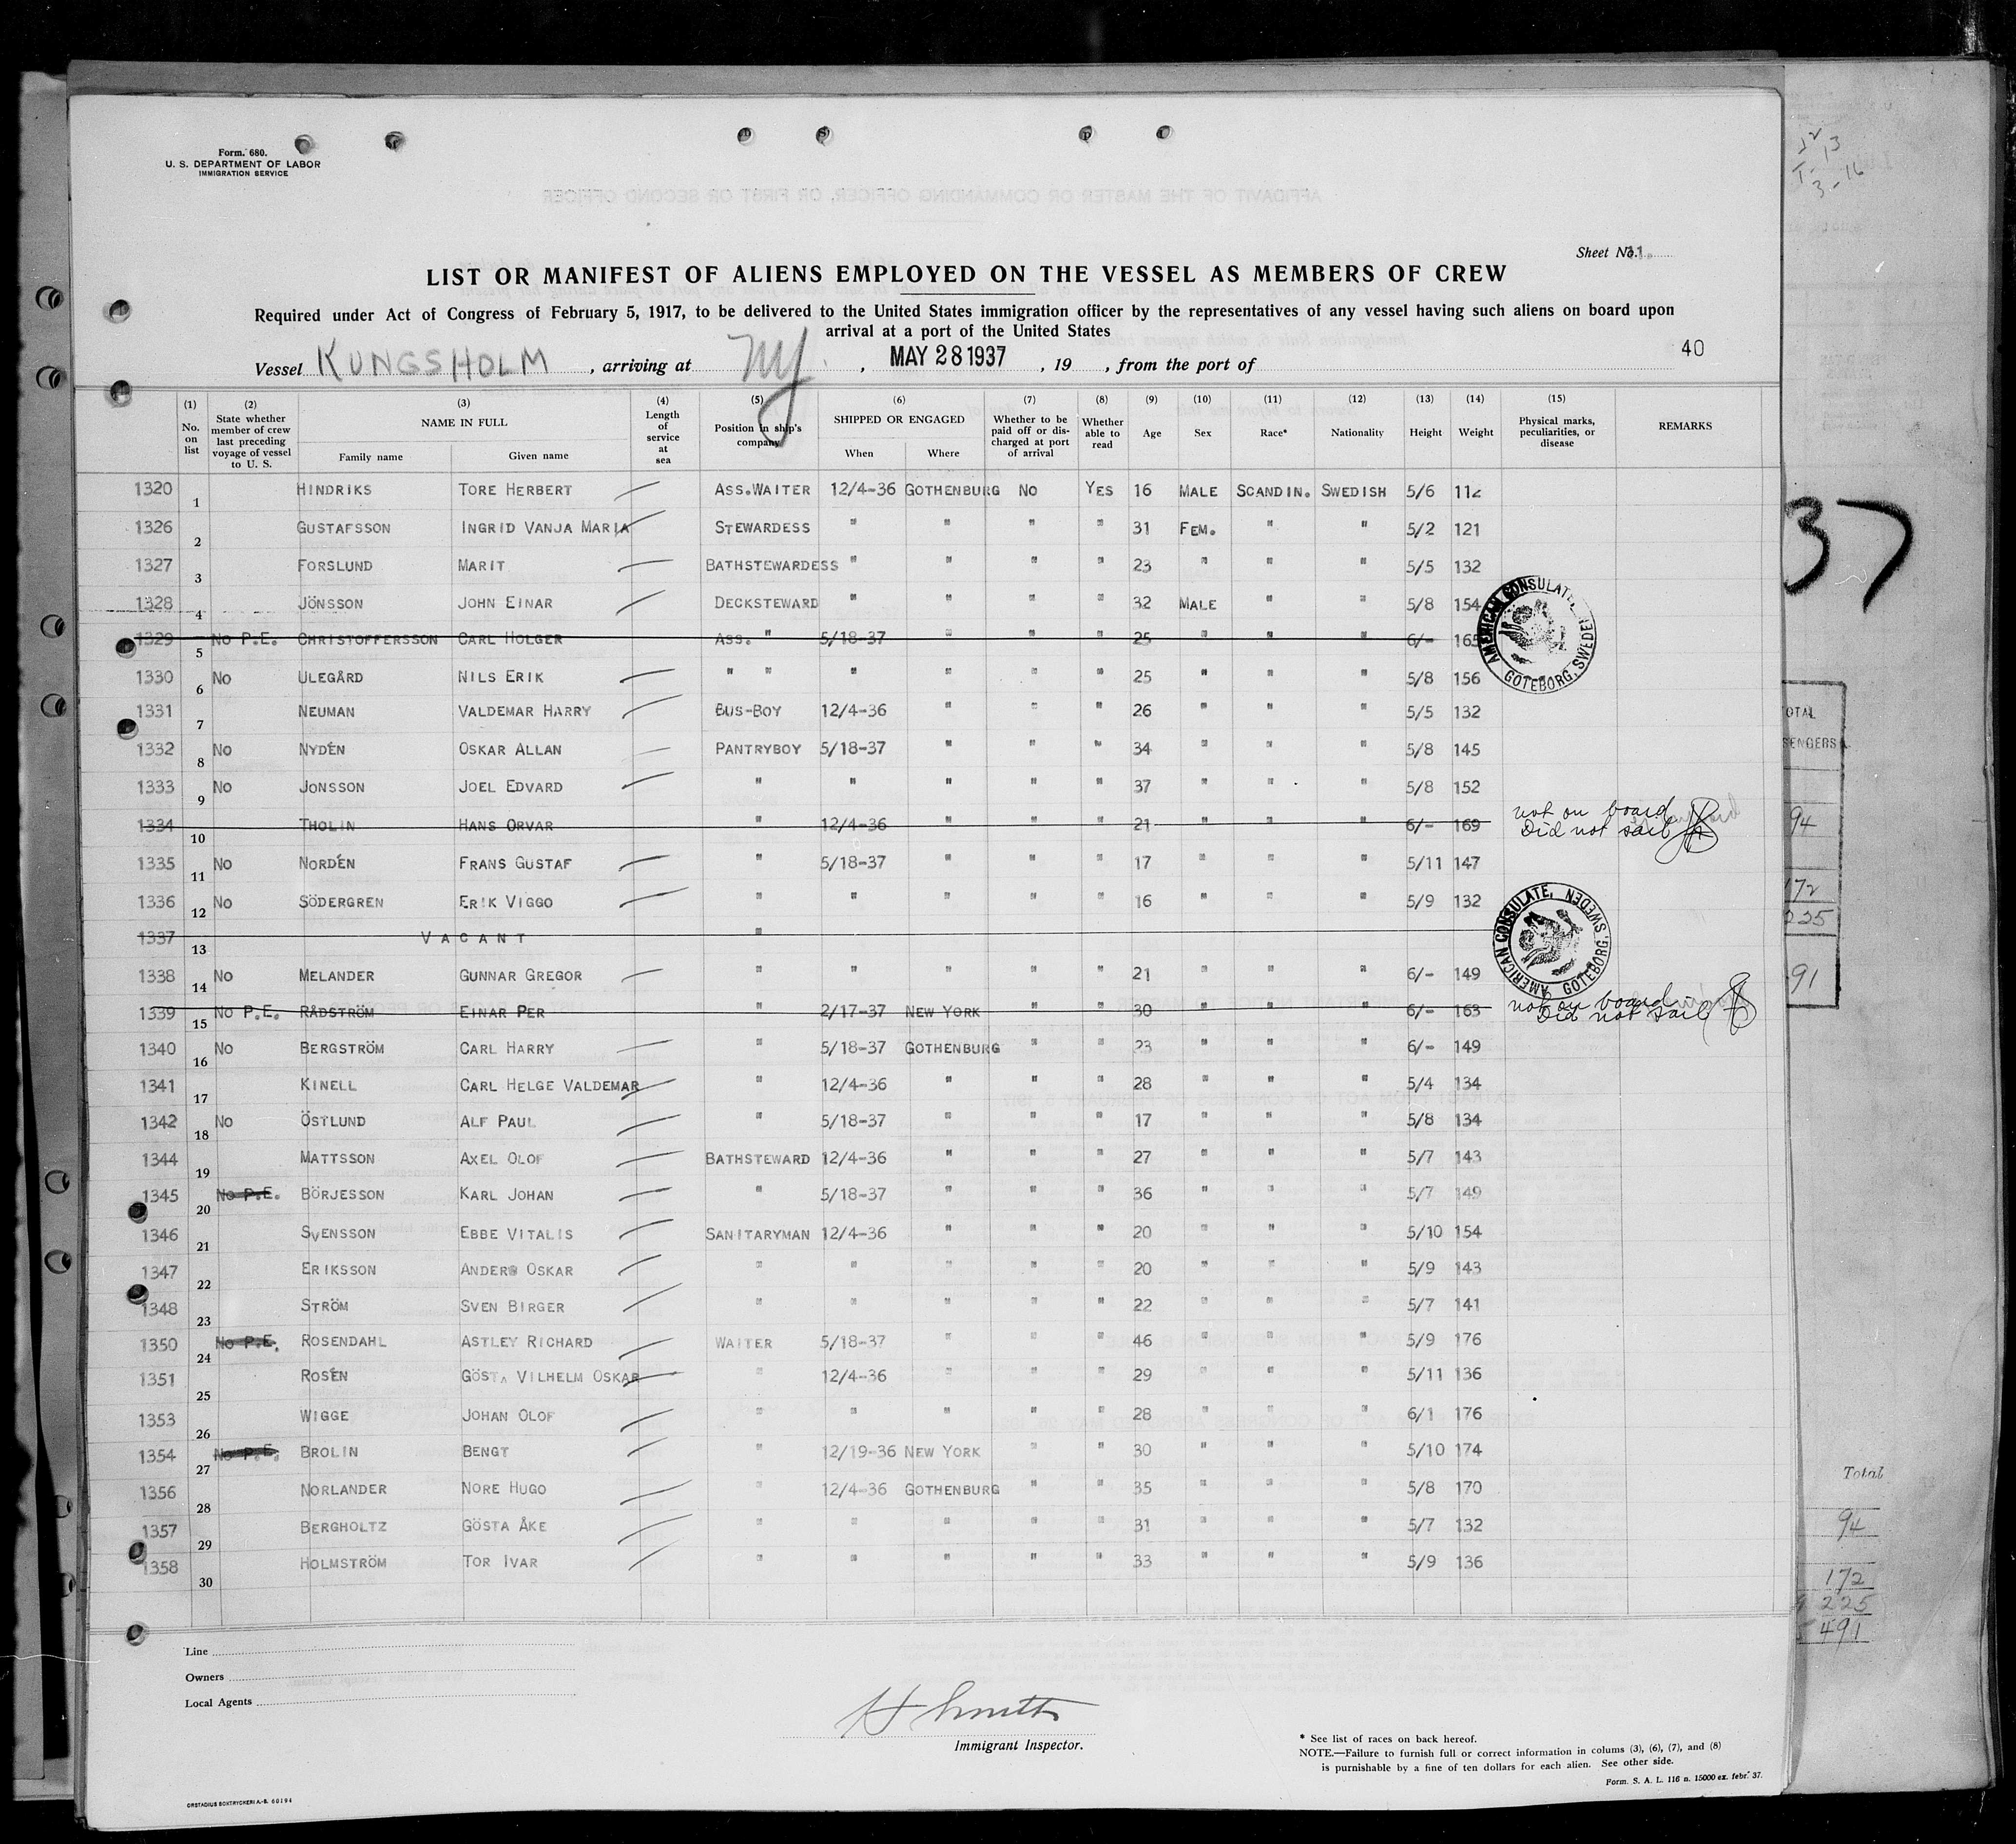 Form. 680.
U. S. DEPARTMENT OF LABOR
IMMIGRATION SERVICE
Sheet No. 11.
LIST OR MANIFEST OF ALIENS EMPLOYED ON THE VESSEL AS MEMBERS OF CREW
Required under Act of Congress of February 5, 1917, to be delivered to the United States immigration officer by the representatives of any vessel having such aliens on board upon
arrival at a port of the United States
40
Vessel KUNGSHOLM, arriving at NY., MAY 28 1937, 19 , from the port of
(1) No. on list (2) State whether member of crew last preceding voyage of vessel to U. S. (3) NAME IN FULL Family name Given name (4) Length of service at sea (5) Position in ship's company (6) SHIPPED OR ENGAGED When Where (7) Whether to be paid off or discharged at port of arrival (8) Whether able to read (9) Age (10) Sex (11) Race* (12) Nationality (13) Height (14) Weight (15) Physical marks, peculiarities, or disease REMARKS
1320 1 HINDRIKS TORE HERBERT ASS.WAITER 12/4-36 GOTHENBURG NO YES 16 MALE SCANDIN. SWEDISH 5/6 112
1326 2 GUSTAFSSON INGRID VANJA MARIA STEWARDESS " " " " 31 FEM. " " 5/2 121
1327 3 FORSLUND MARIT BATHSTEWARDESS " " " " 23 " " " 5/5 132
1328 4 JÖNSSON JOHN EINAR DECKSTEWARD " " " " 32 MALE " " 5/8 154
1329 5 NO P.E. CHRISTOFFERSSON CARL HOLGER ASS. " 5/18-37 " " " 25 " " " 6/- 165
1330 6 NO ULEGÅRD NILS ERIK " " " " " " 25 " " " 5/8 156
1331 7 NEUMAN VALDEMAR HARRY BUS-BOY 12/4-36 " " " 26 " " " 5/5 132
1332 8 NO NYDÉN OSKAR ALLAN PANTRYBOY 5/18-37 " " " 34 " " " 5/8 145
1333 9 NO JONSSON JOEL EDVARD " " " " " 37 " " " 5/8 152
1334 10 THOLIN HANS ORVAR " 12/4-36 " " " 21 " " " 6/- 169 not on board Did not sail
1335 11 NO NORDÉN FRANS GUSTAF " 5/18-37 " " " 17 " " " 5/11 147
1336 12 NO SÖDERGREN ERIK VIGGO " " " " " 16 " " " 5/9 132
1337 13 VACANT "
1338 14 NO MELANDER GUNNAR GREGOR " " " " " 21 " " " 6/- 149
1339 15 NO P.E. RÅDSTRÖM EINAR PER " 2/17-37 NEW YORK " " 30 " " " 6/- 163 not on board Did not sail
1340 16 NO BERGSTRÖM CARL HARRY " 5/18-37 GOTHENBURG " " 23 " " " 6/- 149
1341 17 KINELL CARL HELGE VALDEMAR " 12/4-36 " " " 28 " " " 5/4 134
1342 18 NO ÖSTLUND ALF PAUL " 5/18-37 " " " 17 " " " 5/8 134
1344 19 MATTSSON AXEL OLOF BATHSTEWARD 12/4-36 " " " 27 " " " 5/7 143
1345 20 NO P.E. BÖRJESSON KARL JOHAN " 5/18-37 " " " 36 " " " 5/7 149
1346 21 SVENSSON EBBE VITALIS SANITARYMAN 12/4-36 " " " 20 " " " 5/10 154
1347 22 ERIKSSON ANDERS OSKAR " " " " " 20 " " " 5/9 143
1348 23 STRÖM SVEN BIRGER " " " " " 22 " " " 5/7 141
1350 24 NO P.E. ROSENDAHL ASTLEY RICHARD WAITER 5/18-37 " " " 46 " " " 5/9 176
1351 25 ROSÉN GÖSTA VILHELM OSKAR " 12/4-36 " " " 29 " " " 5/11 136
1353 26 WIGGE JOHAN OLOF " " " " " 28 " " " 6/1 176
1354 27 NO P.E. BROLIN BENGT " 12/19-36 NEW YORK " " 30 " " " 5/10 174
1356 28 NORLANDER NORE HUGO " 12/4-36 GOTHENBURG " " 35 " " " 5/8 170
1357 29 BERGHOLTZ GÖSTA ÅKE " " " " " 31 " " " 5/7 132
1358 30 HOLMSTRÖM TOR IVAR " " " " " 33 " " " 5/9 136
AMERICAN CONSULATE, GOTEBORG, SWEDEN
AMERICAN CONSULATE, GOTEBORG, SWEDEN
Line
Owners
Local Agents
H Smith
Immigrant Inspector.
* See list of races on back hereof.
NOTE.—Failure to furnish full or correct information in colums (3), (6), (7), and (8)
is punishable by a fine of ten dollars for each alien. See other side.
Form. S. A. L. 116 n. 15000 ex. febr. 37.
ORSTADIUS BOKTRYCKERI A.-B. 60194
37
94
172
225
91
Total
94
172
225
491